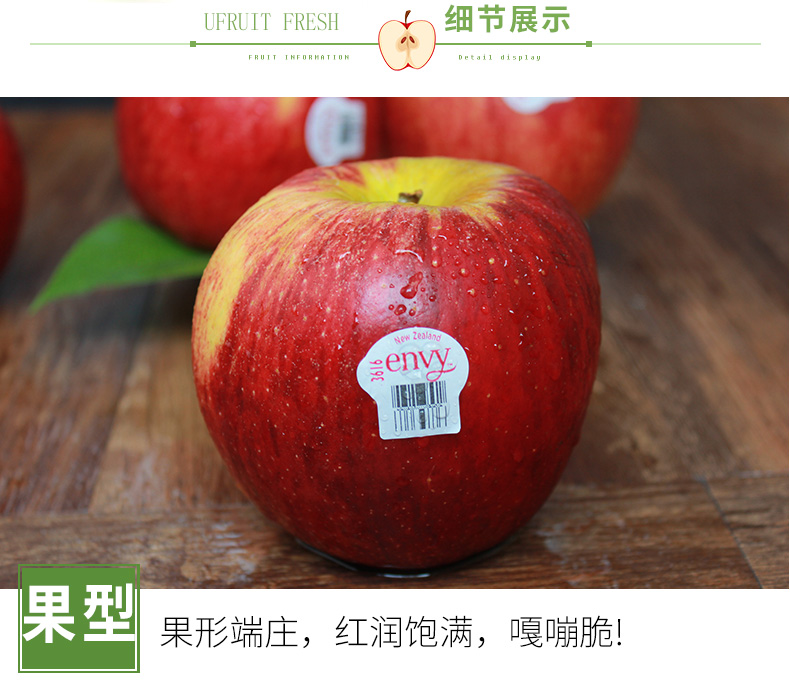 UFRUIT FRESH
细节展示
FRUIT INFORMATION
Detail display
New Zealand
envy
3616
果型
果形端庄，红润饱满，嘎嘣脆!